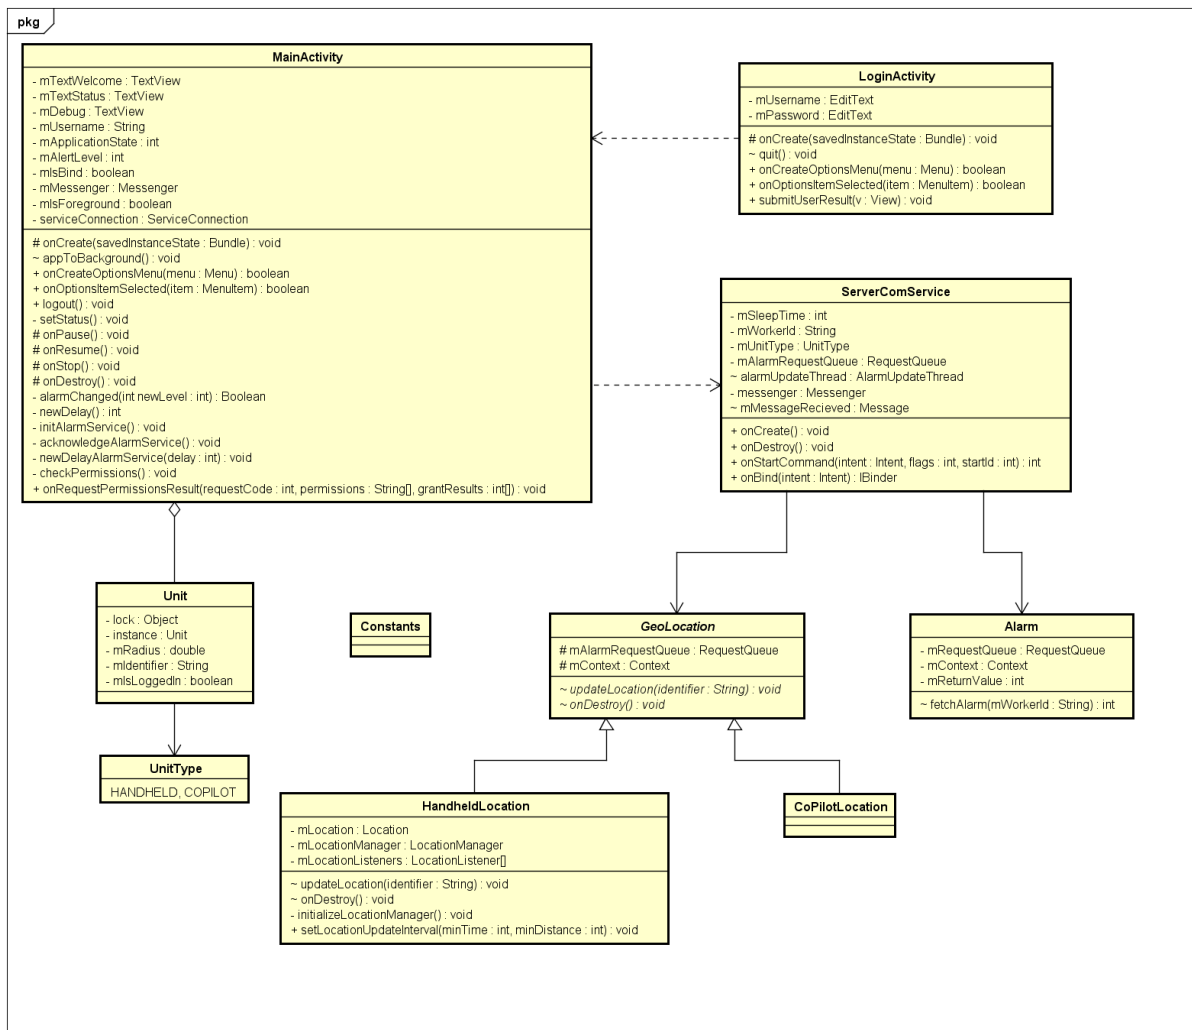 pkg
MainActivity
- mTextWelcome : TextView
- mTextStatus : TextView
- mDebug : TextView
- mUsername : String
- mApplicationState : int
- mAlertLevel : int
- mIsBind : boolean
- mMessenger : Messenger
- mIsForeground : boolean
- serviceConnection : ServiceConnection
# onCreate(savedInstanceState : Bundle) : void
~ appToBackground() : void
+ onCreateOptionsMenu(menu : Menu) : boolean
+ onOptionsItemSelected(item : MenuItem) : boolean
+ logout() : void
- setStatus() : void
# onPause() : void
# onResume() : void
# onStop() : void
# onDestroy() : void
- alarmChanged(int newLevel : int) : Boolean
- newDelay() : int
- initAlarmService() : void
- acknowledgeAlarmService() : void
- newDelayAlarmService(delay : int) : void
- checkPermissions() : void
+ onRequestPermissionsResult(requestCode : int, permissions : String[], grantResults : int[]) : void
LoginActivity
- mUsername : EditText
- mPassword : EditText
# onCreate(savedInstanceState : Bundle) : void
~ quit() : void
+ onCreateOptionsMenu(menu : Menu) : boolean
+ onOptionsItemSelected(item : MenuItem) : boolean
+ submitUserResult(v : View) : void
ServerComService
- mSleepTime : int
- mWorkerId : String
- mUnitType : UnitType
- mAlarmRequestQueue : RequestQueue
~ alarmUpdateThread : AlarmUpdateThread
- messenger : Messenger
~ mMessageRecieved : Message
+ onCreate() : void
+ onDestroy() : void
+ onStartCommand(intent : Intent, flags : int, startId : int) : int
+ onBind(intent : Intent) : IBinder
Unit
- lock : Object
- instance : Unit
- mRadius : double
- mIdentifier : String
- mIsLoggedIn : boolean
Constants
GeoLocation
# mAlarmRequestQueue : RequestQueue
# mContext : Context
~ updateLocation(identifier : String) : void
~ onDestroy() : void
Alarm
- mRequestQueue : RequestQueue
- mContext : Context
- mReturnValue : int
~ fetchAlarm(mWorkerId : String) : int
UnitType
HANDHELD, COPILOT
HandheldLocation
- mLocation : Location
- mLocationManager : LocationManager
- mLocationListeners : LocationListener[]
~ updateLocation(identifier : String) : void
~ onDestroy() : void
- initializeLocationManager() : void
+ setLocationUpdateInterval(minTime : int, minDistance : int) : void
CoPilotLocation